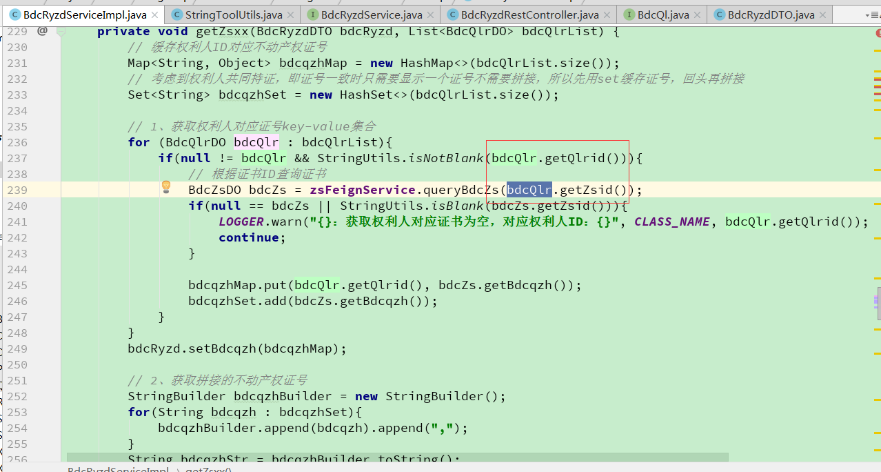 BdcRyzdServiceImpl.java × StringToolUtils.java × BdcRyzdService.java × BdcRyzdRestController.java × BdcQl.java × BdcRyzdDTO.java ×
229 @ private void getZsxx(BdcRyzdDTO bdcRyzd, List<BdcQlrDO> bdcQlrList) {
230 // 缓存权利人ID对应不动产权证号
231 Map<String, Object> bdcqzhMap = new HashMap<>(bdcQlrList.size());
232 // 考虑到权利人共同持证，即证号一致时只需要显示一个证号不需要拼接，所以先用set缓存证号，回头再拼接
233 Set<String> bdcqzhSet = new HashSet<>(bdcQlrList.size());
234
235 // 1、获取权利人对应证号key-value集合
236 for (BdcQlrDO bdcQlr : bdcQlrList){
237 if(null != bdcQlr && StringUtils.isNotBlank(bdcQlr.getQlrid())){
238 // 根据证书ID查询证书
239 BdcZsDO bdcZs = zsFeignService.queryBdcZs(bdcQlr.getZsid());
240 if(null == bdcZs || StringUtils.isBlank(bdcZs.getZsid())){
241 LOGGER.warn("{}：获取权利人对应证书为空，对应权利人ID：{}", CLASS_NAME, bdcQlr.getQlrid());
242 continue;
243 }
244
245 bdcqzhMap.put(bdcQlr.getQlrid(), bdcZs.getBdcqzh());
246 bdcqzhSet.add(bdcZs.getBdcqzh());
247 }
248 }
249 bdcRyzd.setBdcqzh(bdcqzhMap);
250
251 // 2、获取拼接的不动产权证号
252 StringBuilder bdcqzhBuilder = new StringBuilder();
253 for(String bdcqzh : bdcqzhSet){
254 bdcqzhBuilder.append(bdcqzh).append(",");
255 }
256 String bdcqzhStr = bdcqzhBuilder.toString();
BdcRyzdServiceImpl > getZsxx()